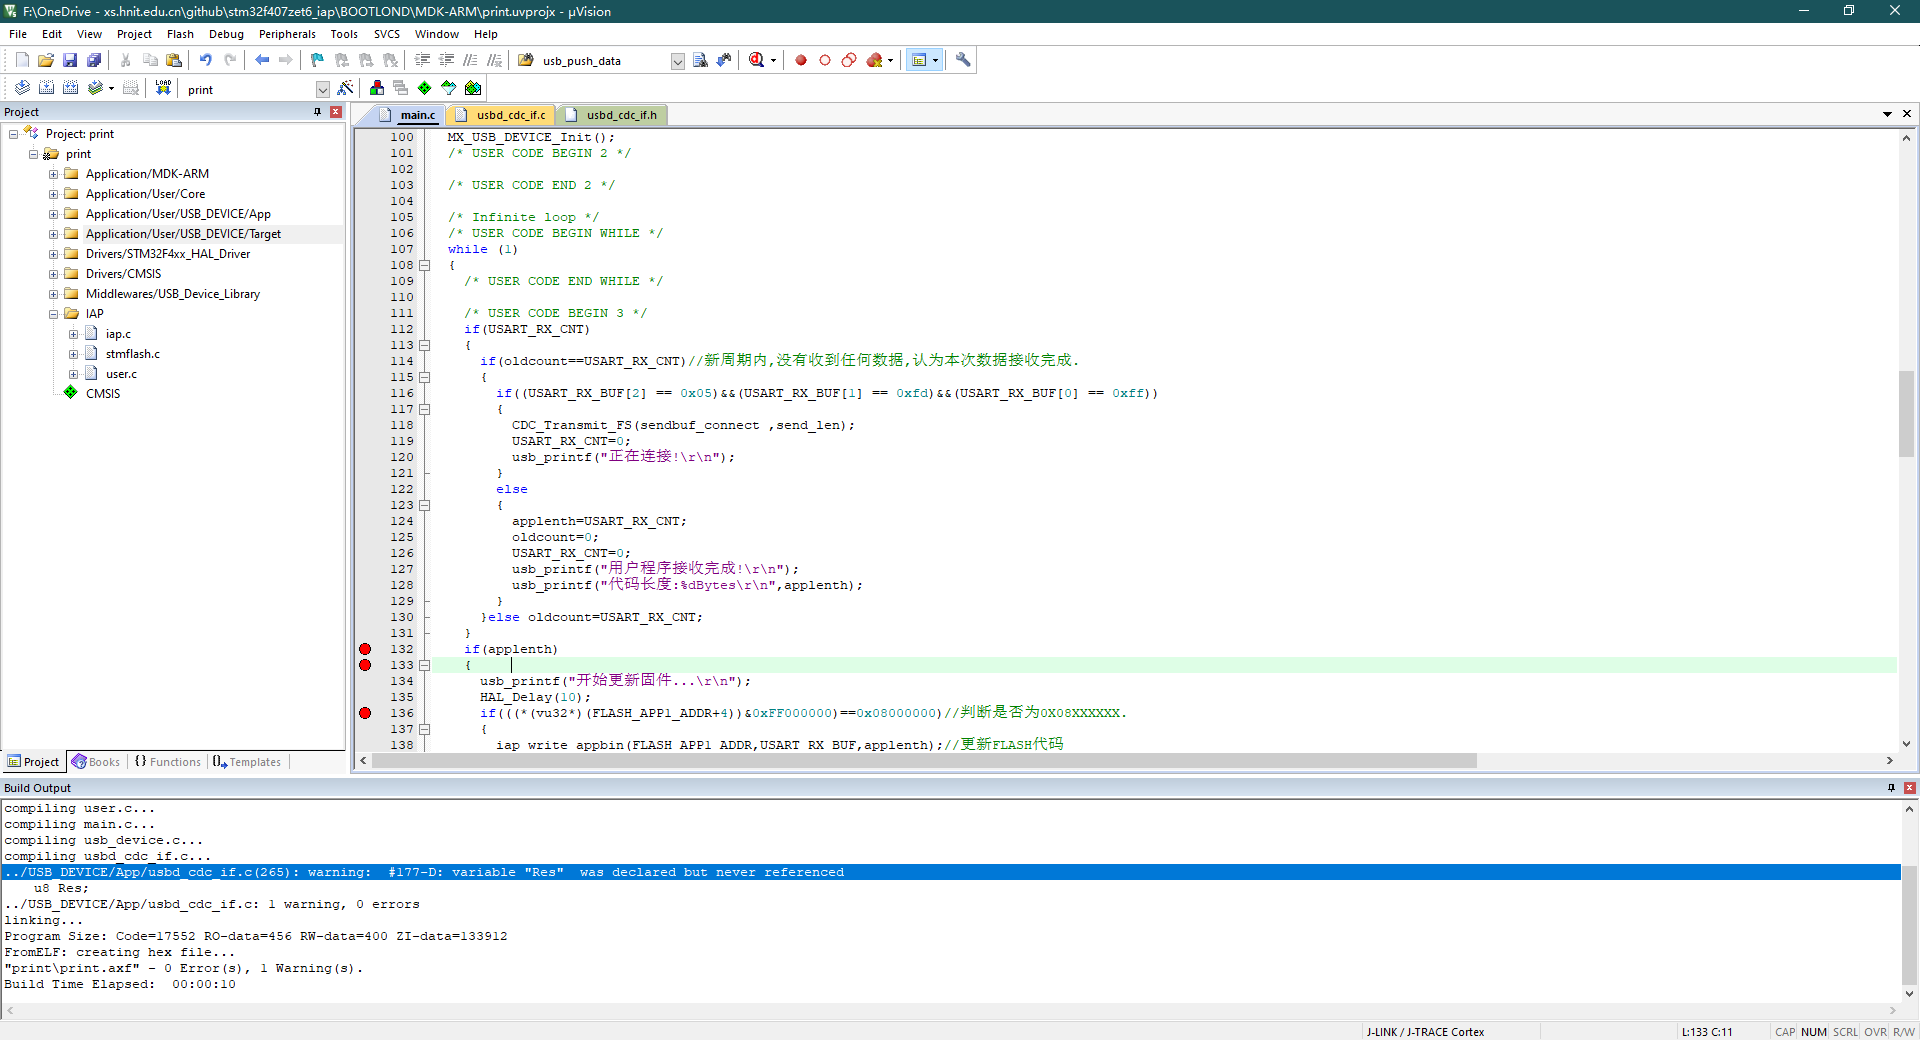 F:\OneDrive - xs.hnit.edu.cn\github\stm32f407zet6_iap\BOOTLOND\MDK-ARM\print.uvprojx - µVision
File Edit View Project Flash Debug Peripherals Tools SVCS Window Help
usb_push_data
LOAD print
Project
main.c usbd_cdc_if.c usbd_cdc_if.h
Project: print
print
Application/MDK-ARM
Application/User/Core
Application/User/USB_DEVICE/App
Application/User/USB_DEVICE/Target
Drivers/STM32F4xx_HAL_Driver
Drivers/CMSIS
Middlewares/USB_Device_Library
IAP
iap.c
stmflash.c
user.c
CMSIS
Project Books {} Functions Templates
100 MX_USB_DEVICE_Init();
101 /* USER CODE BEGIN 2 */
102
103 /* USER CODE END 2 */
104
105 /* Infinite loop */
106 /* USER CODE BEGIN WHILE */
107 while (1)
108 {
109 /* USER CODE END WHILE */
110
111 /* USER CODE BEGIN 3 */
112 if(USART_RX_CNT)
113 {
114 if(oldcount==USART_RX_CNT)//新周期内,没有收到任何数据,认为本次数据接收完成.
115 {
116 if((USART_RX_BUF[2] == 0x05)&&(USART_RX_BUF[1] == 0xfd)&&(USART_RX_BUF[0] == 0xff))
117 {
118 CDC_Transmit_FS(sendbuf_connect ,send_len);
119 USART_RX_CNT=0;
120 usb_printf("正在连接!\r\n");
121 }
122 else
123 {
124 applenth=USART_RX_CNT;
125 oldcount=0;
126 USART_RX_CNT=0;
127 usb_printf("用户程序接收完成!\r\n");
128 usb_printf("代码长度:%dBytes\r\n",applenth);
129 }
130 }else oldcount=USART_RX_CNT;
131 }
132 if(applenth)
133 {
134 usb_printf("开始更新固件...\r\n");
135 HAL_Delay(10);
136 if(((*(vu32*)(FLASH_APP1_ADDR+4))&0xFF000000)==0x08000000)//判断是否为0X08XXXXXX.
137 {
138 iap_write_appbin(FLASH_APP1_ADDR,USART_RX_BUF,applenth);//更新FLASH代码
Build Output
compiling user.c...
compiling main.c...
compiling usb_device.c...
compiling usbd_cdc_if.c...
../USB_DEVICE/App/usbd_cdc_if.c(265): warning:  #177-D: variable "Res"  was declared but never referenced
u8 Res;
../USB_DEVICE/App/usbd_cdc_if.c: 1 warning, 0 errors
linking...
Program Size: Code=17552 RO-data=456 RW-data=400 ZI-data=133912
FromELF: creating hex file...
"print\print.axf" - 0 Error(s), 1 Warning(s).
Build Time Elapsed:  00:00:10
J-LINK / J-TRACE Cortex L:133 C:11 CAP NUM SCRL OVR R/W